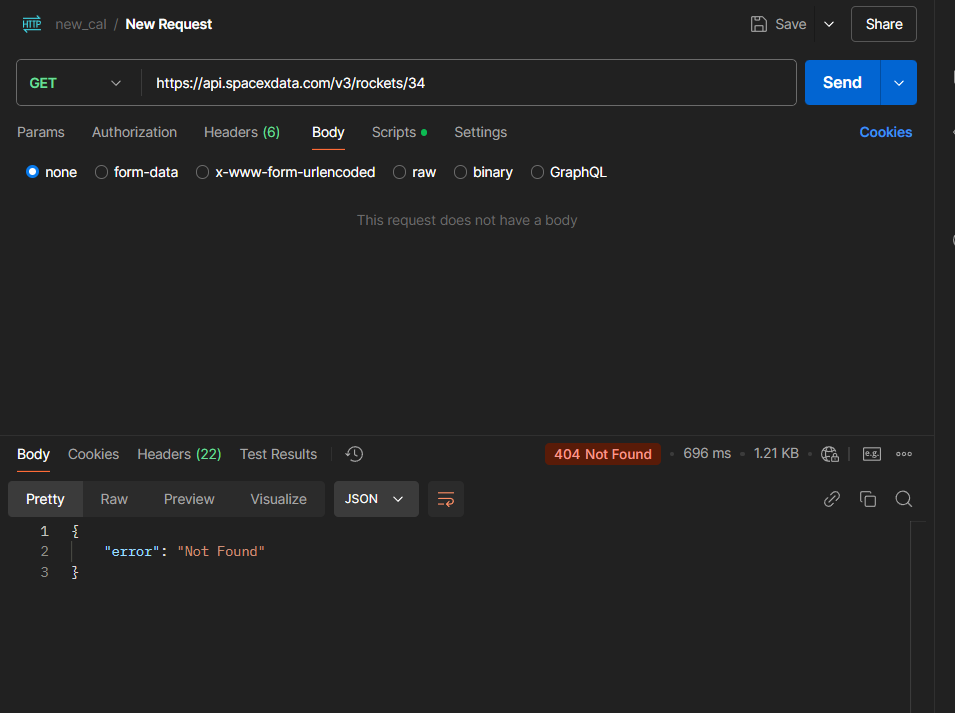 HTTP new_cal / New Request Save Share
GET https://api.spacexdata.com/v3/rockets/34 Send
Params Authorization Headers (6) Body Scripts Settings Cookies
none form-data x-www-form-urlencoded raw binary GraphQL
This request does not have a body
Body Cookies Headers (22) Test Results 404 Not Found 696 ms 1.21 KB e.g.
Pretty Raw Preview Visualize JSON
1 {
2 "error": "Not Found"
3 }